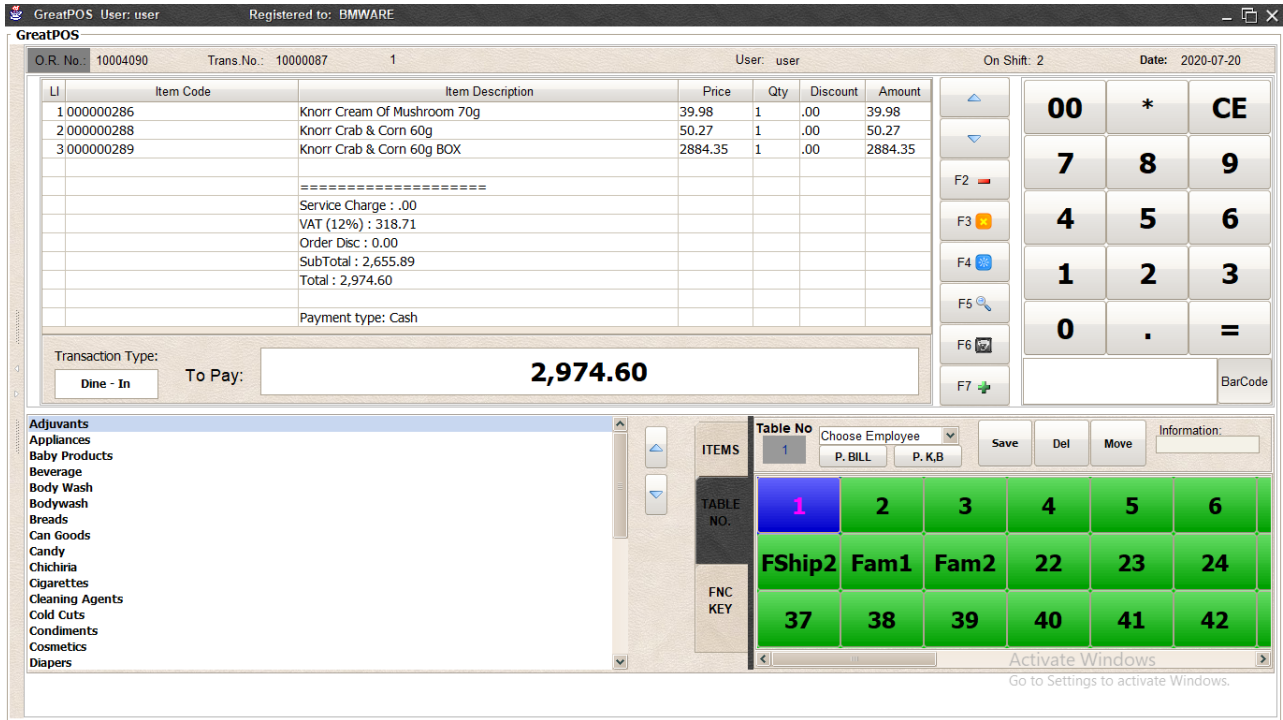 GreatPOS User: user Registered to: BMWARE
GreatPOS
O.R. No.: 10004090 Trans.No.: 10000087 1 User: user On Shift: 2 Date: 2020-07-20
LI Item Code Item Description Price Qty Discount Amount
1 000000286 Knorr Cream Of Mushroom 70g 39.98 1 .00 39.98
2 000000288 Knorr Crab & Corn 60g 50.27 1 .00 50.27
3 000000289 Knorr Crab & Corn 60g BOX 2884.35 1 .00 2884.35
=====================
Service Charge : .00
VAT (12%) : 318.71
Order Disc : 0.00
SubTotal : 2,655.89
Total : 2,974.60
Payment type: Cash
Transaction Type:
Dine - In
To Pay: 2,974.60
F2
F3
F4
F5
F6
F7
00 * CE
7 8 9
4 5 6
1 2 3
0 . =
BarCode
Adjuvants
Appliances
Baby Products
Beverage
Body Wash
Bodywash
Breads
Can Goods
Candy
Chichiria
Cigarettes
Cleaning Agents
Cold Cuts
Condiments
Cosmetics
Diapers
ITEMS
TABLE
NO.
FNC
KEY
Table No
1
Choose Employee
P. BILL P. K,B
Save Del Move
Information:
1 2 3 4 5 6
FShip2 Fam1 Fam2 22 23 24
37 38 39 40 41 42
Activate Windows
Go to Settings to activate Windows.